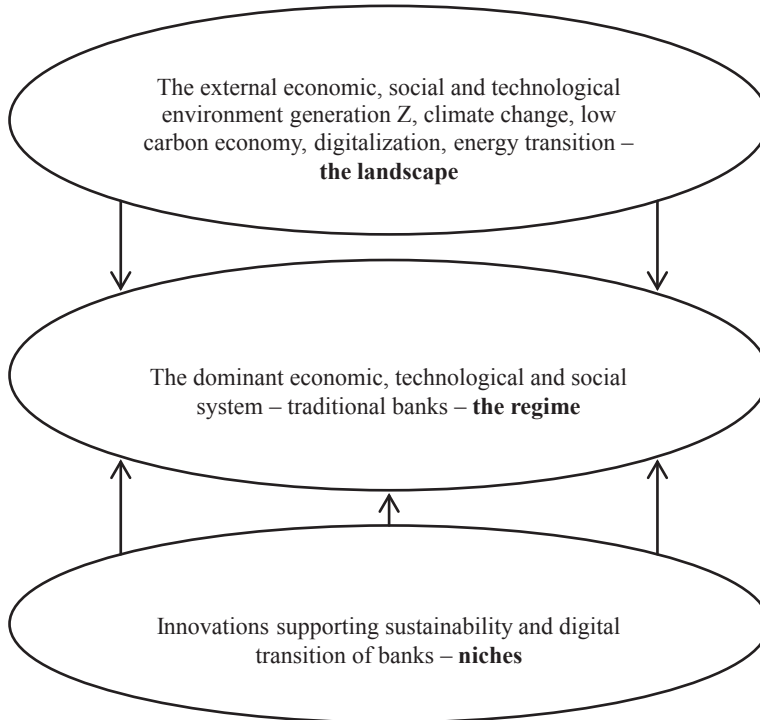 The external economic, social and technological
environment generation Z, climate change, low
carbon economy, digitalization, energy transition –
the landscape
The dominant economic, technological and social
system – traditional banks – the regime
Innovations supporting sustainability and digital
transition of banks – niches